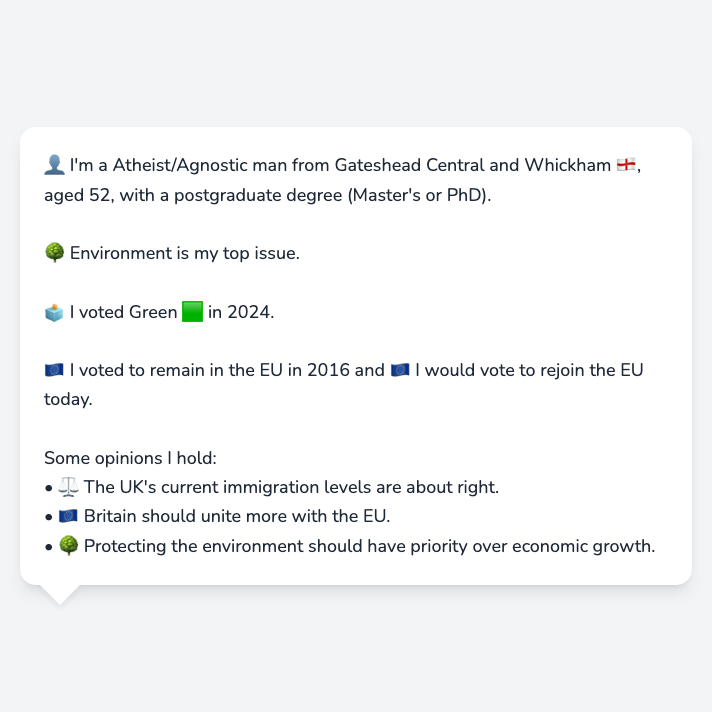 👤 I'm a Atheist/Agnostic man from Gateshead Central and Whickham 🏴󠁧󠁢󠁥󠁮󠁧󠁿,
aged 52, with a postgraduate degree (Master's or PhD).
🌳 Environment is my top issue.
🗳️ I voted Green 🟩 in 2024.
🇪🇺 I voted to remain in the EU in 2016 and 🇪🇺 I would vote to rejoin the EU
today.
Some opinions I hold:
• ⚖️ The UK's current immigration levels are about right.
• 🇪🇺 Britain should unite more with the EU.
• 🌳 Protecting the environment should have priority over economic growth.